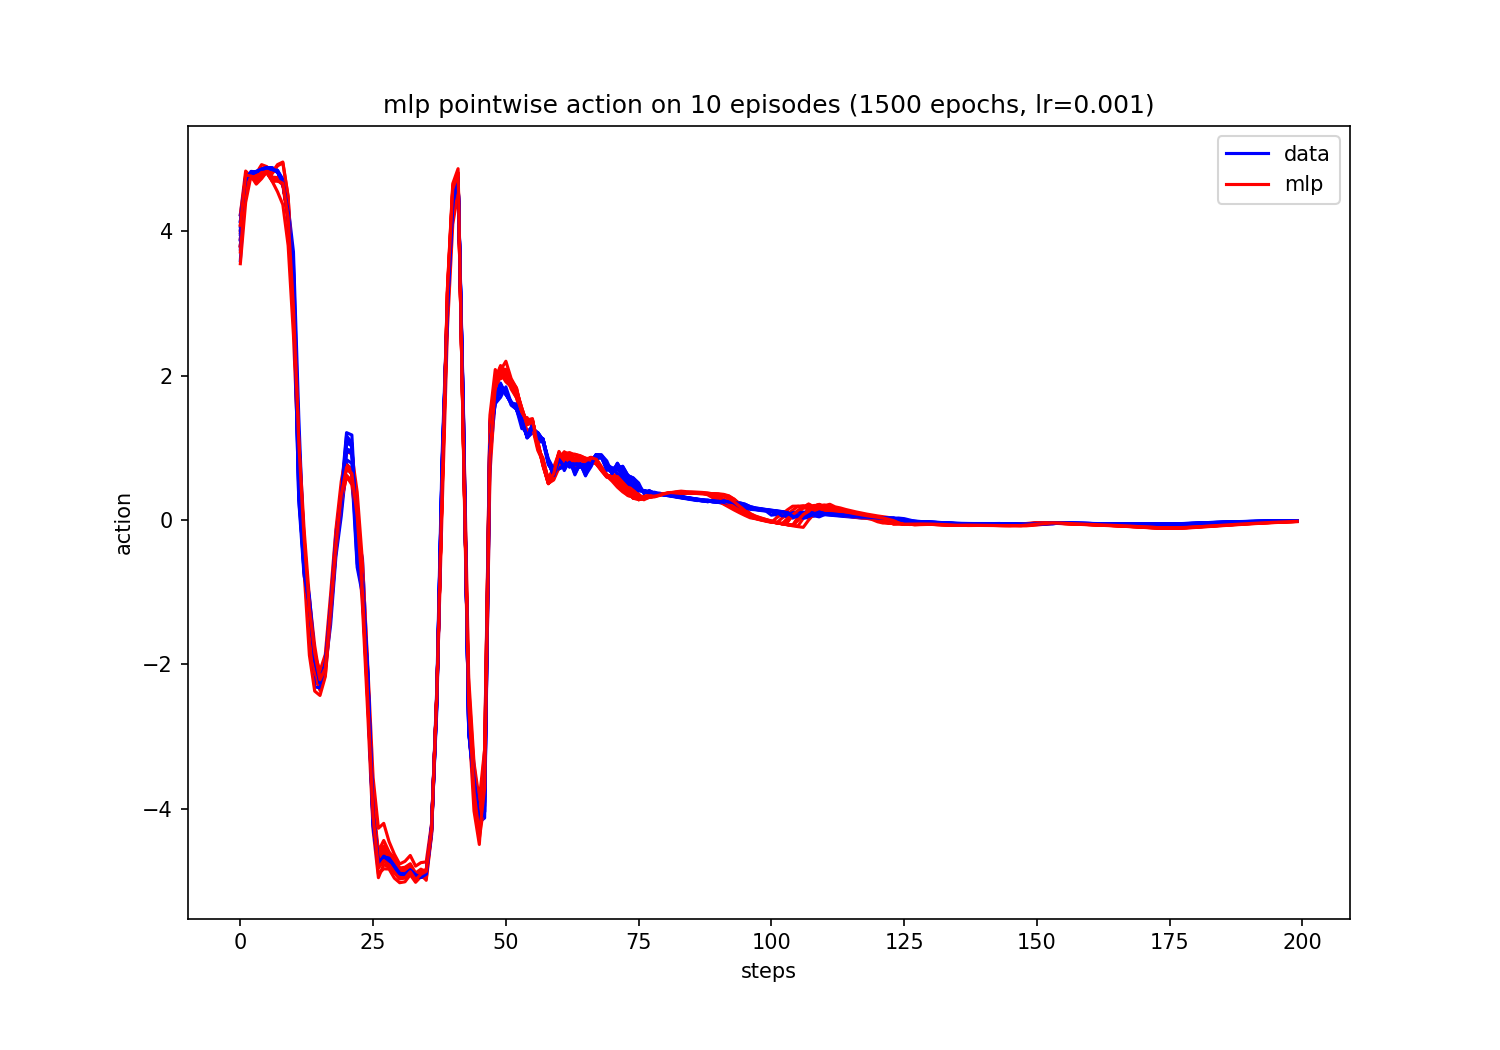 mlp pointwise action on 10 episodes (1500 epochs, lr=0.001)
data
mlp
4
2
0
−2
−4
action
0 25 50 75 100 125 150 175 200
steps